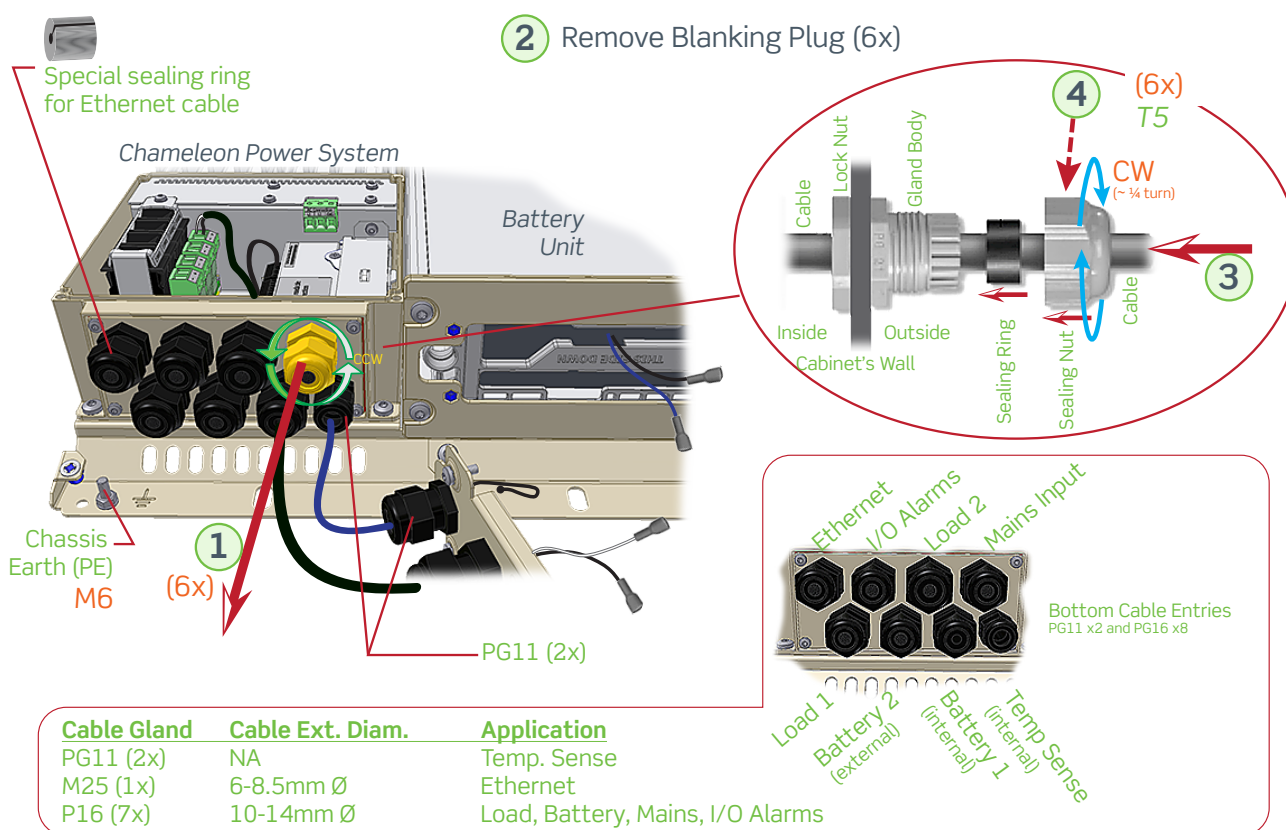 2 Remove Blanking Plug (6x)
Special sealing ring
for Ethernet cable
Chameleon Power System
Battery
Unit
CCW
THIS SIDE DOWN
Chassis
Earth (PE)
M6
1
(6x)
PG11 (2x)
4
(6x)
T5
CW
(~ ¼ turn)
3
Cable
Lock Nut
Gland Body
Sealing Ring
Sealing Nut
Cable
Inside
Outside
Cabinet's Wall
Ethernet
I/O Alarms
Load 2
Mains Input
Bottom Cable Entries
PG11 x2 and PG16 x8
Load 1
Battery 2
(external)
Battery 1
(internal)
Temp Sense
(internal)
Cable Gland Cable Ext. Diam. Application
PG11 (2x) NA Temp. Sense
M25 (1x) 6-8.5mm Ø Ethernet
P16 (7x) 10-14mm Ø Load, Battery, Mains, I/O Alarms